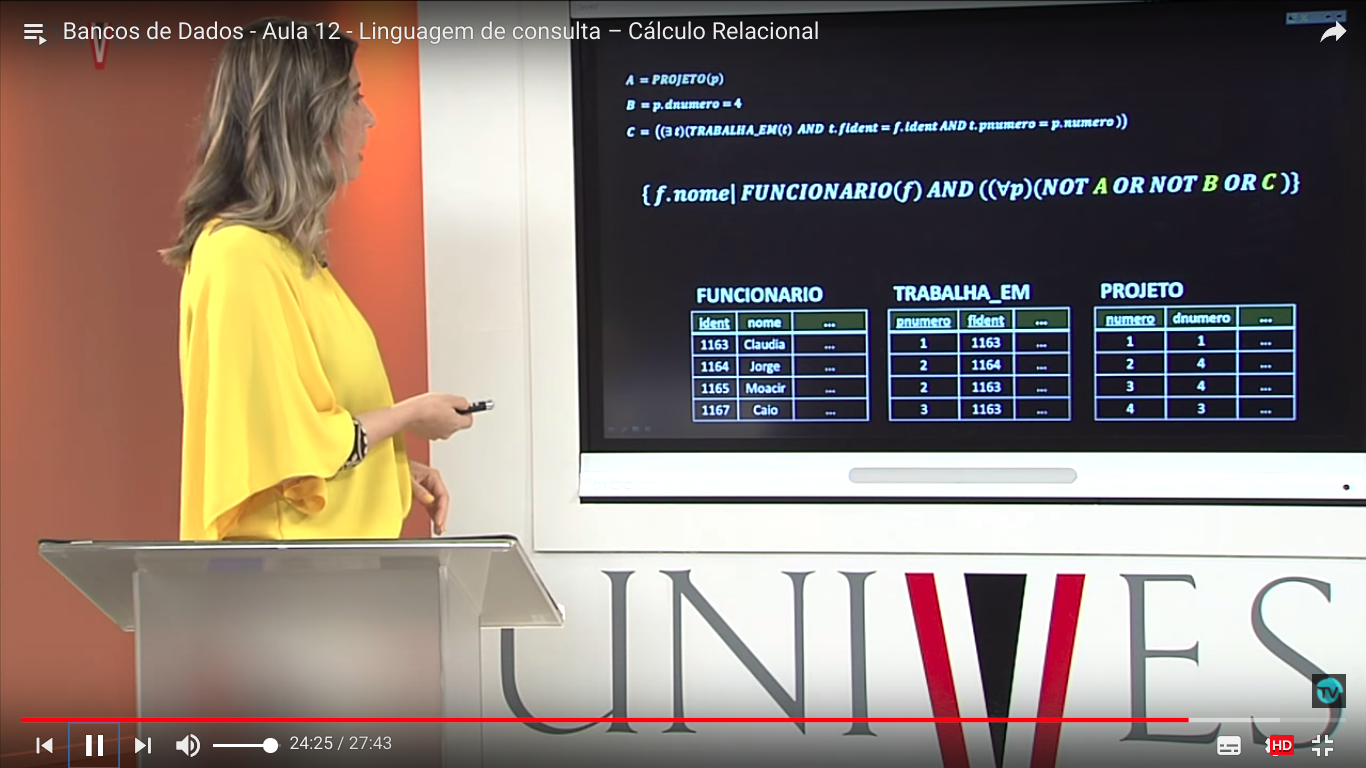 Bancos de Dados - Aula 12 - Linguagem de consulta – Cálculo Relacional
A = PROJETO(p)
B = p.dnumero = 4
C = ((∃ t)(TRABALHA_EM(t) AND t.fident = f.ident AND t.pnumero = p.numero ))
{ f.nome| FUNCIONARIO(f) AND ((∀p)(NOT A OR NOT B OR C )}
FUNCIONARIO
ident nome ...
1163 Claudia ...
1164 Jorge ...
1165 Moacir ...
1167 Caio ...
TRABALHA_EM
pnumero fident ...
1 1163 ...
2 1164 ...
2 1163 ...
3 1163 ...
PROJETO
numero dnumero ...
1 1 ...
2 4 ...
3 4 ...
4 3 ...
UNIVES
TV
24:25 / 27:43
HD